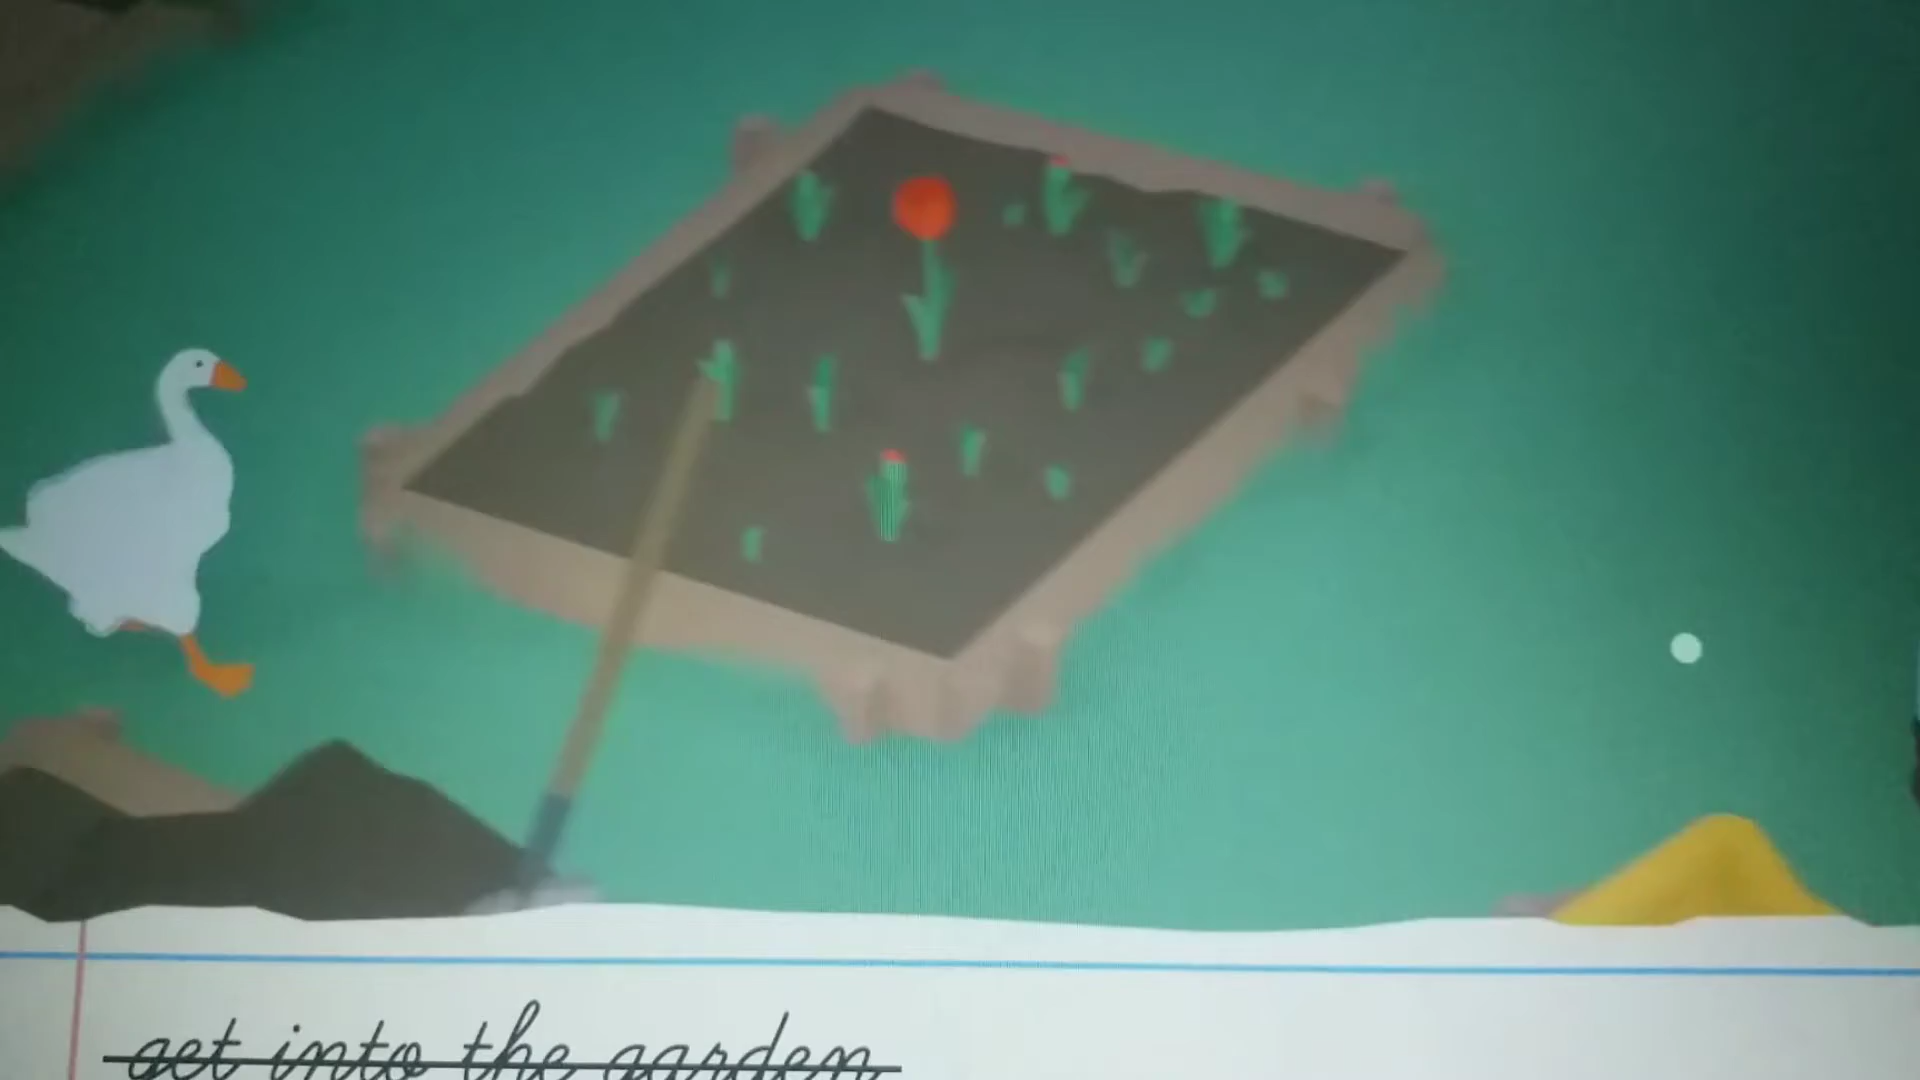 get into the garden